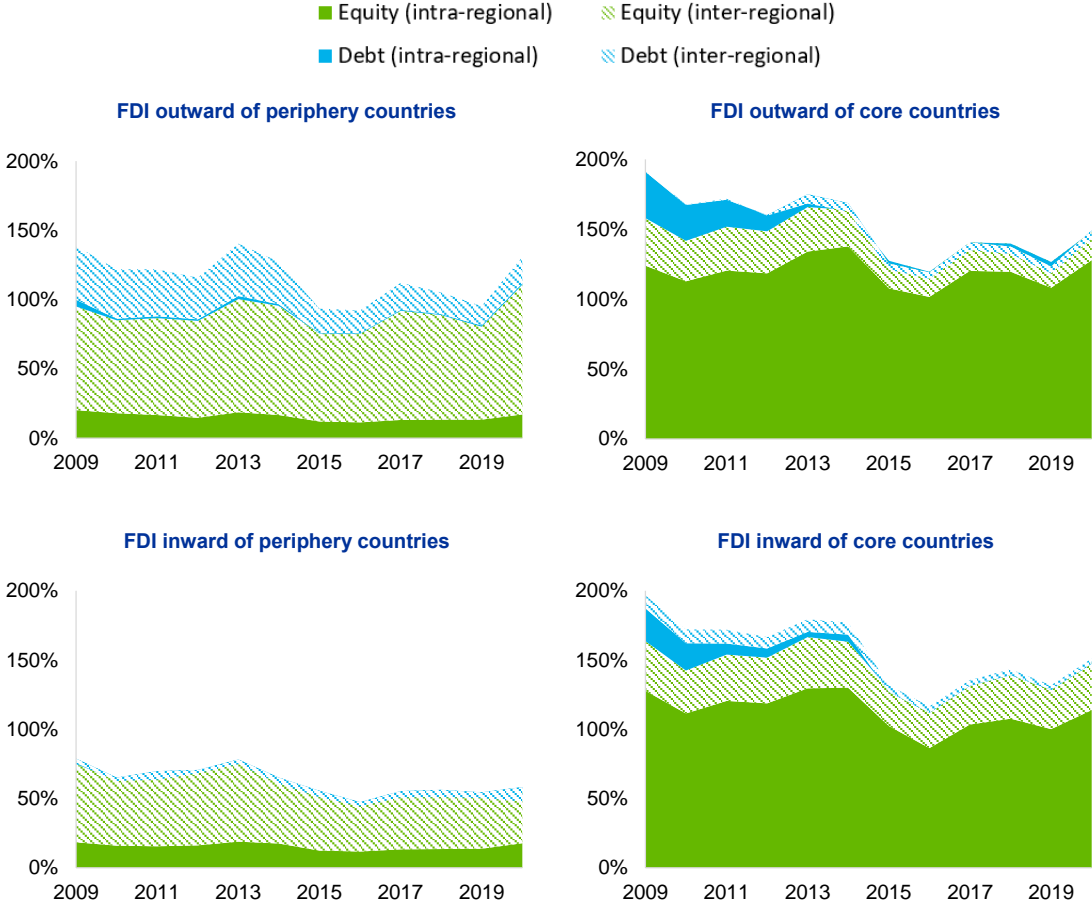 Equity (intra-regional) Equity (inter-regional)
Debt (intra-regional) Debt (inter-regional)
FDI outward of periphery countries
200%
150%
100%
50%
0%
2009 2011 2013 2015 2017 2019
FDI outward of core countries
200%
150%
100%
50%
0%
2009 2011 2013 2015 2017 2019
FDI inward of periphery countries
200%
150%
100%
50%
0%
2009 2011 2013 2015 2017 2019
FDI inward of core countries
200%
150%
100%
50%
0%
2009 2011 2013 2015 2017 2019